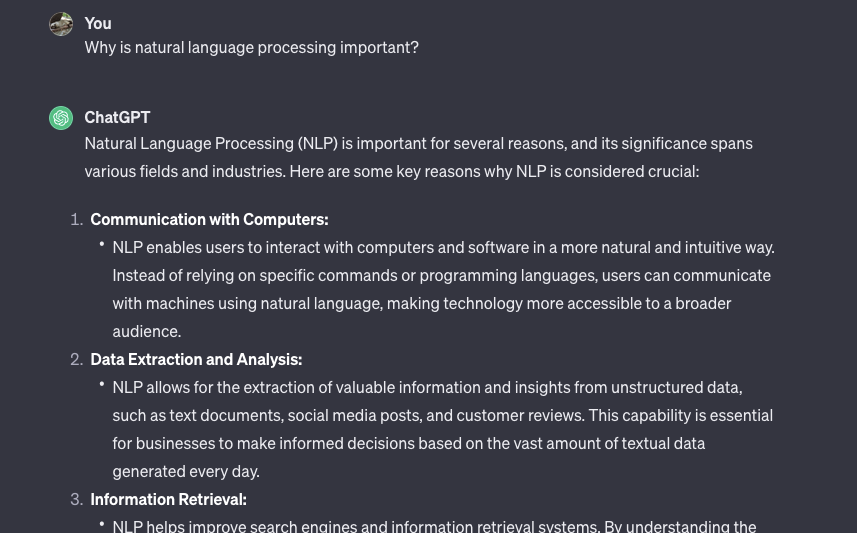 You
Why is natural language processing important?
ChatGPT
Natural Language Processing (NLP) is important for several reasons, and its significance spans
various fields and industries. Here are some key reasons why NLP is considered crucial:
1. Communication with Computers:
• NLP enables users to interact with computers and software in a more natural and intuitive way.
Instead of relying on specific commands or programming languages, users can communicate
with machines using natural language, making technology more accessible to a broader
audience.
2. Data Extraction and Analysis:
• NLP allows for the extraction of valuable information and insights from unstructured data,
such as text documents, social media posts, and customer reviews. This capability is essential
for businesses to make informed decisions based on the vast amount of textual data
generated every day.
3. Information Retrieval:
• NLP helps improve search engines and information retrieval systems. By understanding the